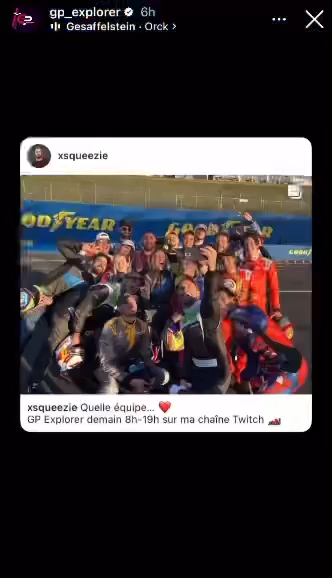 gp_explorer 6h
Gesaffelstein · Orck >
xsqueezie
GOODYEAR GOODYEAR
xsqueezie Quelle équipe... ❤️
GP Explorer demain 8h-19h sur ma chaîne Twitch 🏎️